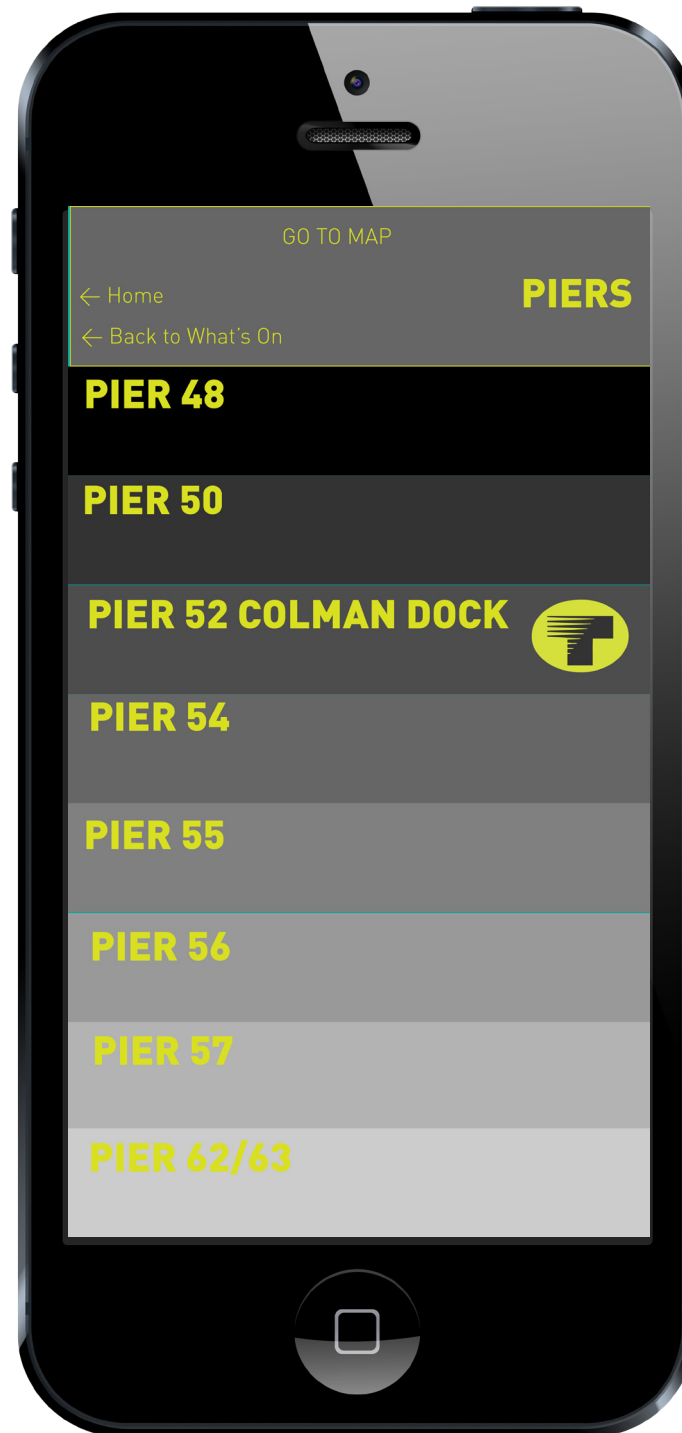 GO TO MAP
← Home
PIERS
← Back to What's On
PIER 48
PIER 50
PIER 52 COLMAN DOCK
T
PIER 54
PIER 55
PIER 56
PIER 57
PIER 62/63